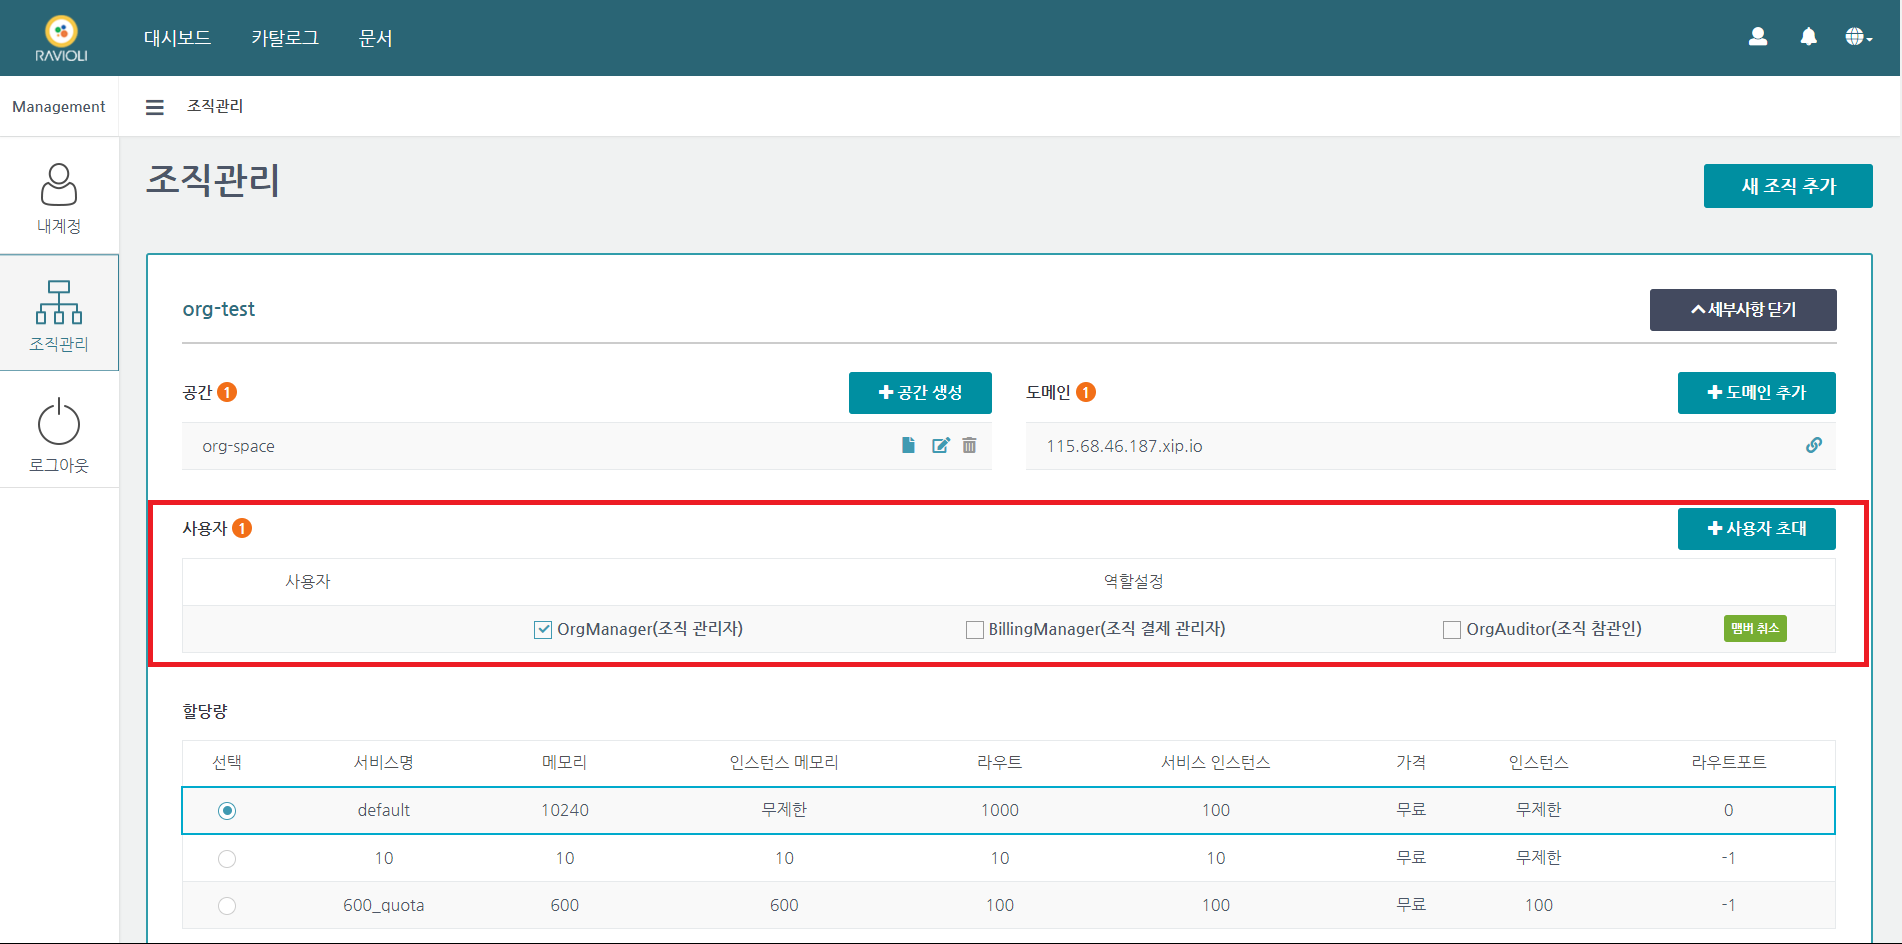 RAVIOLI
대시보드 카탈로그 문서
Management
조직관리
내계정
조직관리
로그아웃
조직관리
새 조직 추가
org-test
세부사항 닫기
공간 1
공간 생성
도메인 1
도메인 추가
org-space
115.68.46.187.xip.io
사용자 1
사용자 초대
사용자 역할설정
OrgManager(조직 관리자) BillingManager(조직 결제 관리자) OrgAuditor(조직 참관인) 맴버 취소
할당량
선택 서비스명 메모리 인스턴스 메모리 라우트 서비스 인스턴스 가격 인스턴스 라우트포트
default 10240 무제한 1000 100 무료 무제한 0
10 10 10 10 10 무료 무제한 -1
600_quota 600 600 100 100 무료 100 -1